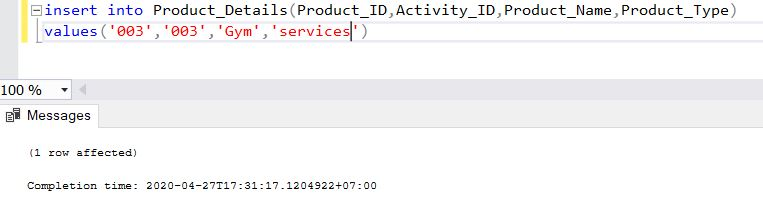 insert into Product_Details(Product_ID,Activity_ID,Product_Name,Product_Type)
values('003','003','Gym','services')
100 %
Messages
(1 row affected)
Completion time: 2020-04-27T17:31:17.1204922+07:00